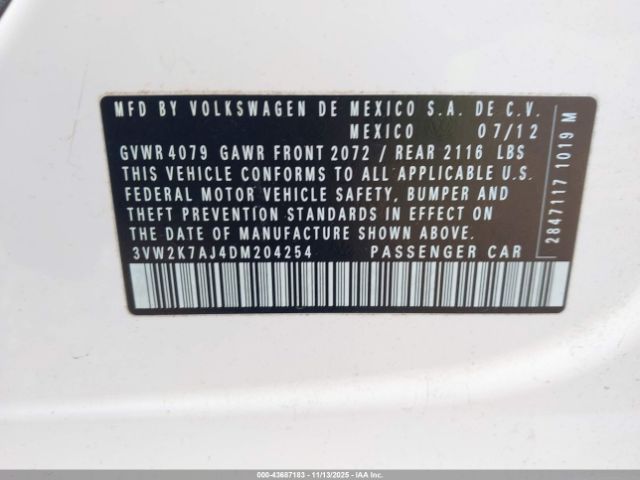 MFD BY VOLKSWAGEN DE MEXICO S.A. DE C.V.
MEXICO 07/12
GVWR 4079 GAWR FRONT 2072 / REAR 2116 LBS
THIS VEHICLE CONFORMS TO ALL APPLICABLE U.S.
FEDERAL MOTOR VEHICLE SAFETY, BUMPER AND
THEFT PREVENTION STANDARDS IN EFFECT ON
THE DATE OF MANUFACTURE SHOWN ABOVE.
3VW2K7AJ4DM204254 PASSENGER CAR
2847117 1019 M
000-43687183 - 11/13/2025 - IAAI.COM